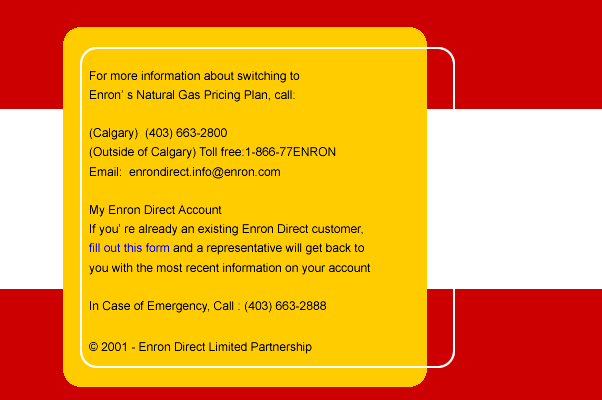 For more information about switching to
Enron' s Natural Gas Pricing Plan, call:
(Calgary)  (403) 663-2800
(Outside of Calgary) Toll free:1-866-77ENRON
Email:  enrondirect.info@enron.com
My Enron Direct Account
If you' re already an existing Enron Direct customer,
fill out this form and a representative will get back to
you with the most recent information on your account
In Case of Emergency, Call : (403) 663-2888
© 2001 - Enron Direct Limited Partnership